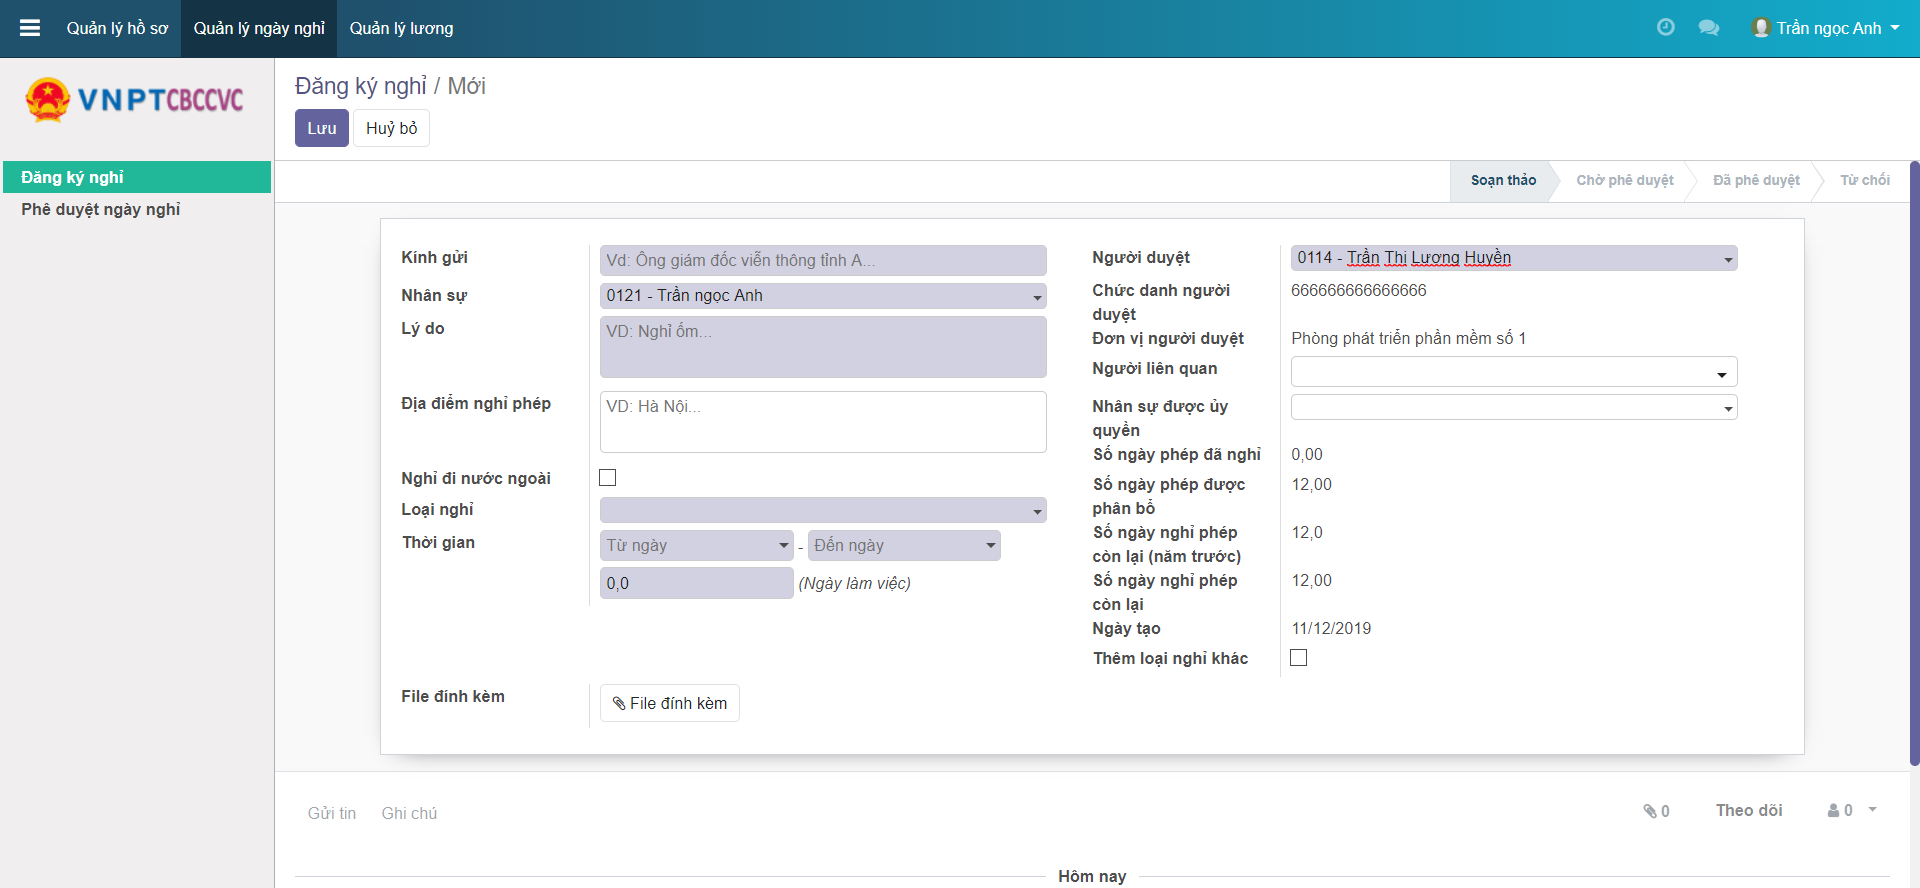 Quản lý hồ sơ
Quản lý ngày nghỉ
Quản lý lương
Trần ngọc Anh
VNPTCBCCVC
Đăng ký nghỉ
Phê duyệt ngày nghỉ
Đăng ký nghỉ / Mới
Lưu
Huỷ bỏ
Soạn thảo
Chờ phê duyệt
Đã phê duyệt
Từ chối
Kính gửi
Vd: Ông giám đốc viễn thông tỉnh A...
Nhân sự
0121 - Trần ngọc Anh
Lý do
VD: Nghỉ ốm...
Địa điểm nghỉ phép
VD: Hà Nội...
Nghỉ đi nước ngoài
Loại nghỉ
Thời gian
Từ ngày - Đến ngày
0,0 (Ngày làm việc)
File đính kèm
File đính kèm
Người duyệt
0114 - Trần Thị Lương Huyền
Chức danh người
duyệt
666666666666666
Đơn vị người duyệt
Phòng phát triển phần mềm số 1
Người liên quan
Nhân sự được ủy
quyền
Số ngày phép đã nghỉ
0,00
Số ngày phép được
phân bổ
12,00
Số ngày nghỉ phép
còn lại (năm trước)
12,0
Số ngày nghỉ phép
còn lại
12,00
Ngày tạo
11/12/2019
Thêm loại nghỉ khác
Gửi tin
Ghi chú
0
Theo dõi
0
Hôm nay